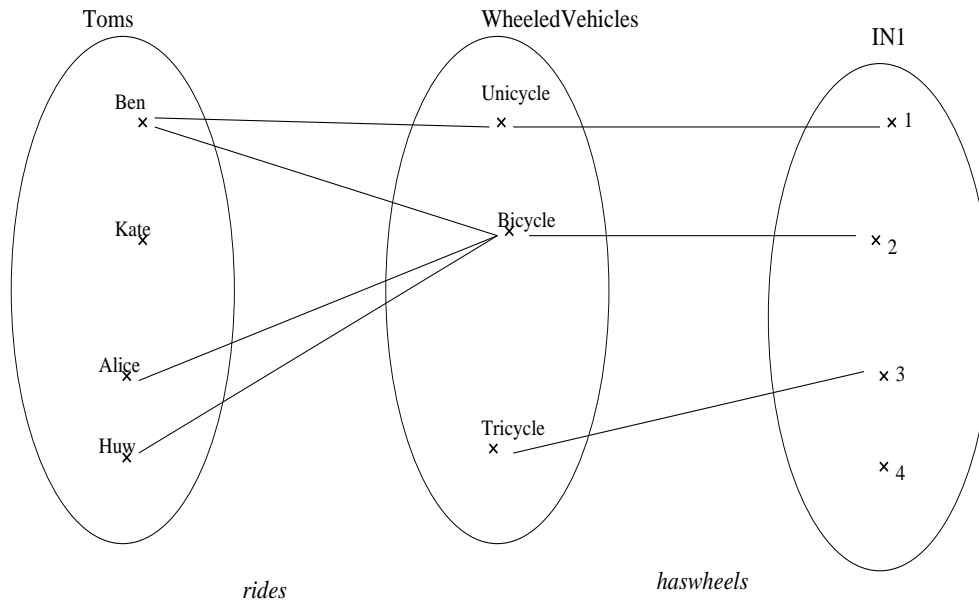 Toms
WheeledVehicles
IN1
Ben
Unicycle
1
Kate
Bicycle
2
Alice
3
Huw
Tricycle
4
rides
haswheels